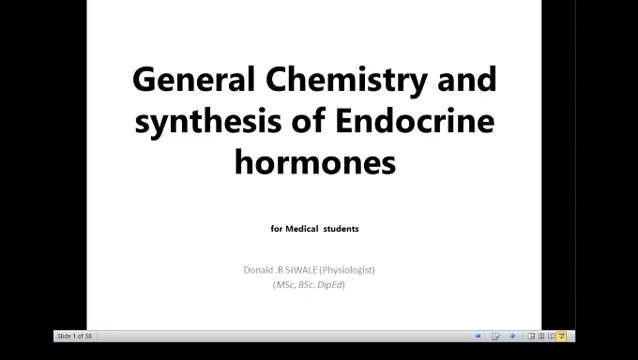 General Chemistry and
synthesis of Endocrine
hormones
for Medical students
Donald .R SIWALE (Physiologist)
(MSc, BSc. DipEd)
Slide 1 of 58